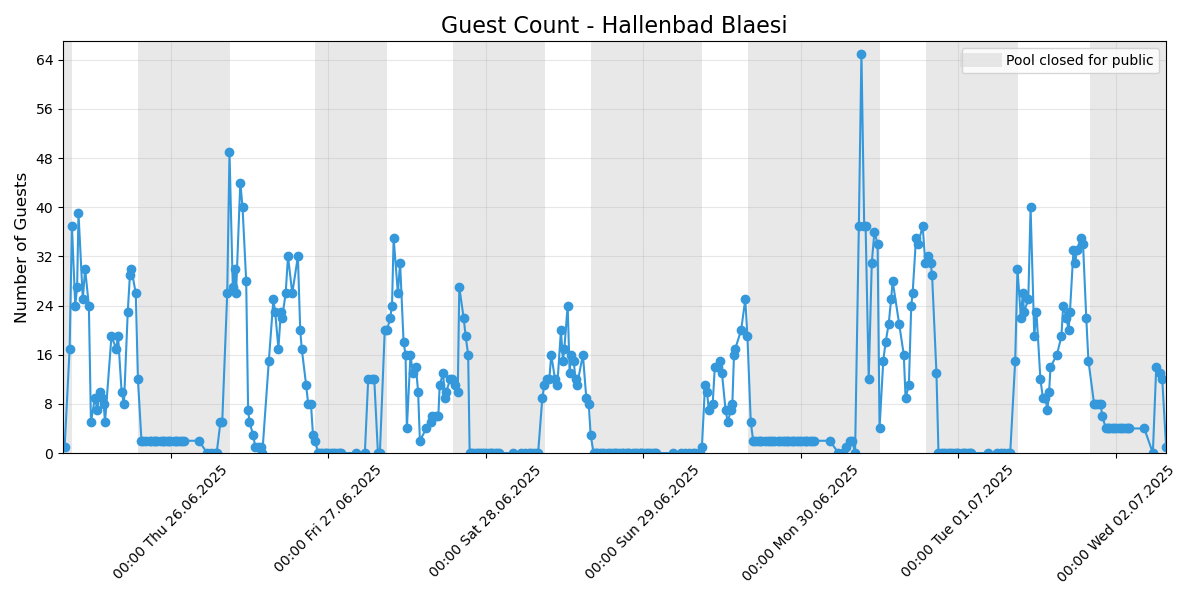 Guest Count - Hallenbad Blaesi
Number of Guests
64
56
48
40
32
24
16
8
0
Pool closed for public
00:00 Thu 26.06.2025
00:00 Fri 27.06.2025
00:00 Sat 28.06.2025
00:00 Sun 29.06.2025
00:00 Mon 30.06.2025
00:00 Tue 01.07.2025
00:00 Wed 02.07.2025